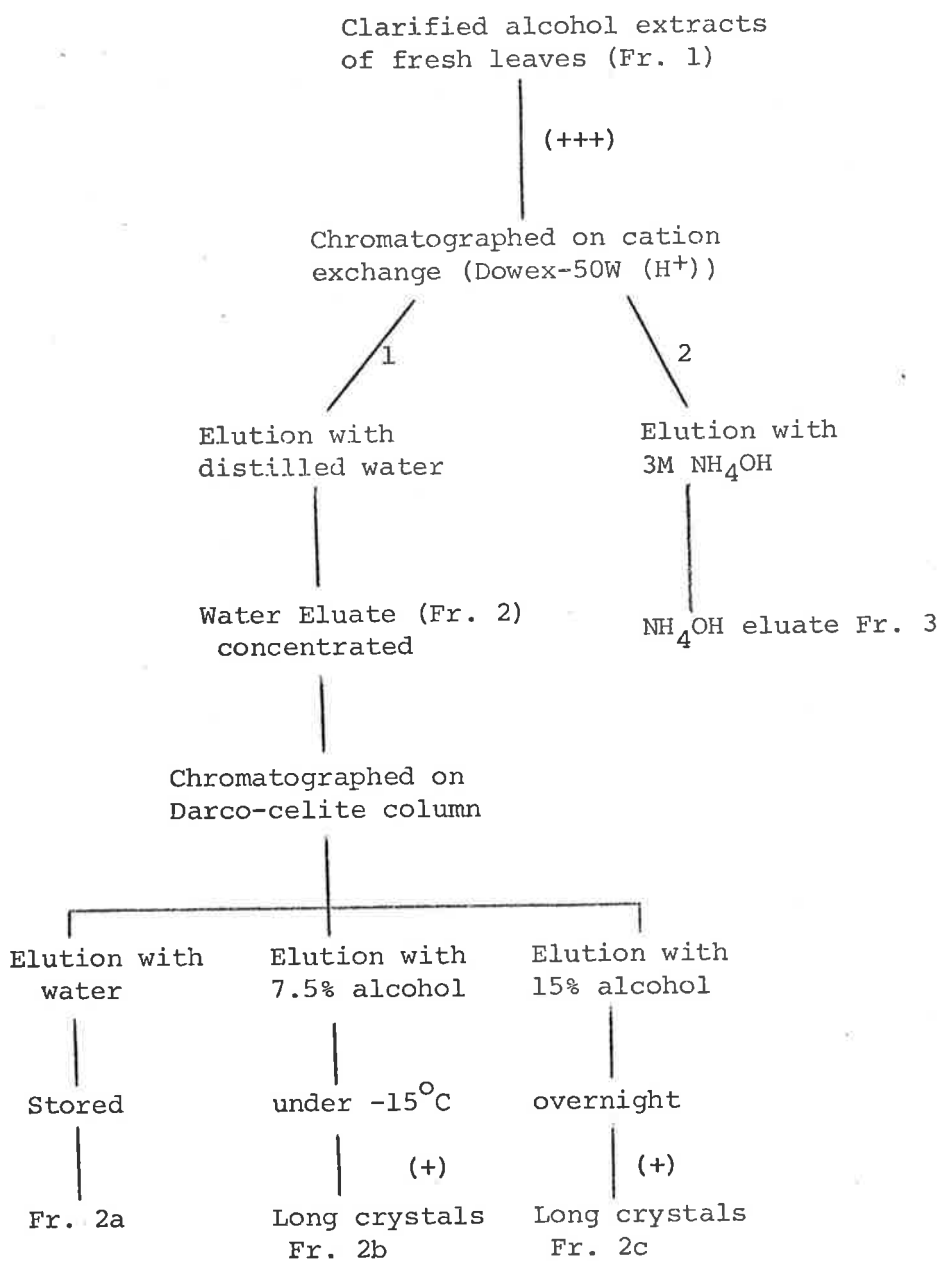 Clarified alcohol extracts
of fresh leaves (Fr. 1)
(+++)
Chromatographed on cation
exchange (Dowex-50W (H+))
1
2
Elution with
distilled water
Elution with
3M NH4OH
Water Eluate (Fr. 2)
concentrated
NH4OH eluate Fr. 3
Chromatographed on
Darco-celite column
Elution with
water
Elution with
7.5% alcohol
Elution with
15% alcohol
Stored
under -15°C
overnight
(+)
(+)
Fr. 2a
Long crystals
Fr. 2b
Long crystals
Fr. 2c